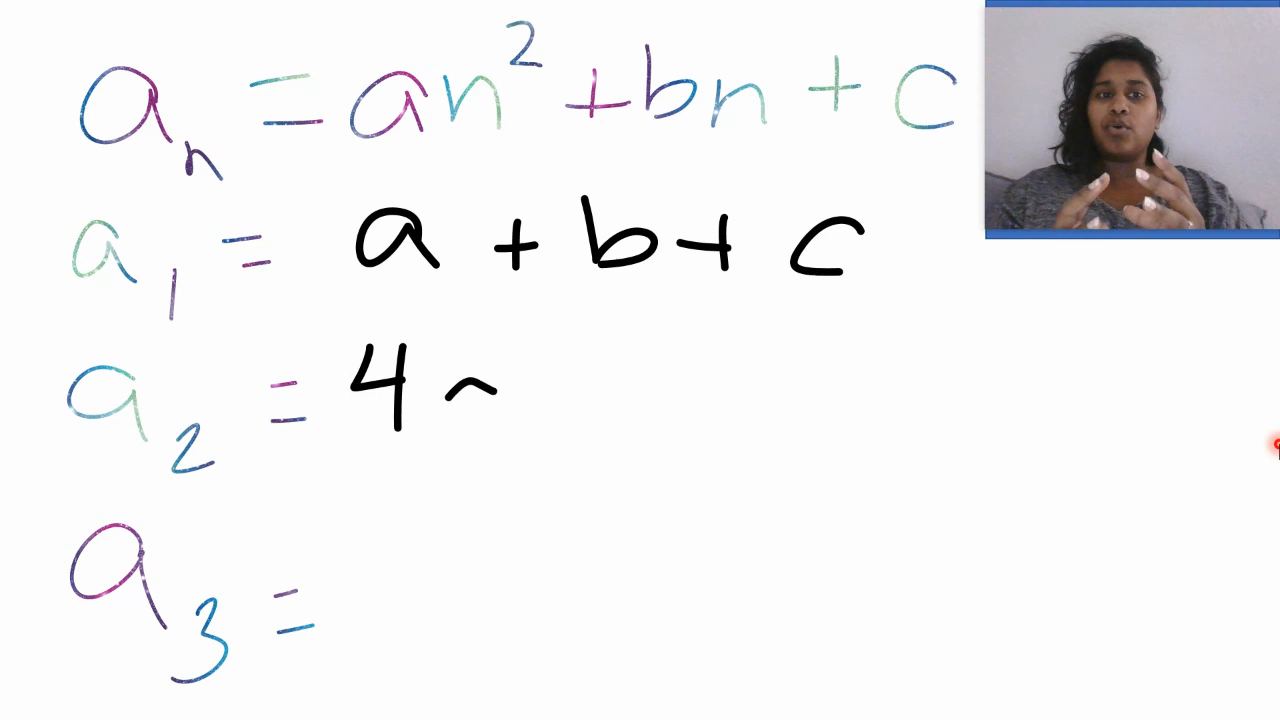 aₙ = an² + bn + c
a₁ = a + b + c
a₂ = 4
a₃ =